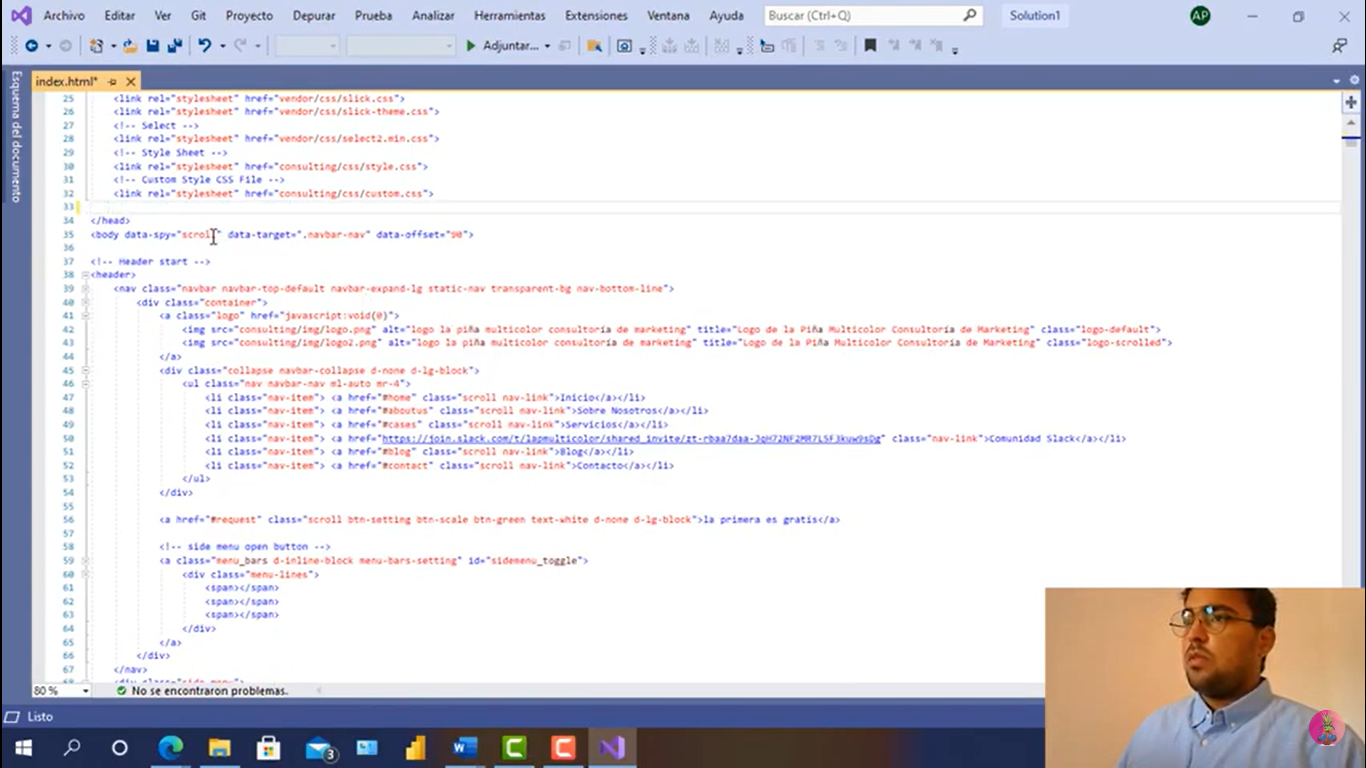 Archivo Editar Ver Git Proyecto Depurar Prueba Analizar Herramientas Extensiones Ventana Ayuda Buscar (Ctrl+Q) Solution1 AP
Adjuntar...
index.html*
Esquema del documento
25 <link rel="stylesheet" href="vendor/css/slick.css">
26 <link rel="stylesheet" href="vendor/css/slick-theme.css">
27 <!-- Select -->
28 <link rel="stylesheet" href="vendor/css/select2.min.css">
29 <!-- Style Sheet -->
30 <link rel="stylesheet" href="consulting/css/style.css">
31 <!-- Custom Style CSS File -->
32 <link rel="stylesheet" href="consulting/css/custom.css">
33
34 </head>
35 <body data-spy="scroll" data-target=".navbar-nav" data-offset="90">
36
37 <!-- Header start -->
38 <header>
39 <nav class="navbar navbar-top-default navbar-expand-lg static-nav transparent-bg nav-bottom-line">
40 <div class="container">
41 <a class="logo" href="javascript:void(0)">
42 <img src="consulting/img/logo.png" alt="logo la piña multicolor consultoría de marketing" title="Logo de la Piña Multicolor Consultoría de Marketing" class="logo-default">
43 <img src="consulting/img/logo2.png" alt="logo la piña multicolor consultoría de marketing" title="Logo de la Piña Multicolor Consultoría de Marketing" class="logo-scrolled">
44 </a>
45 <div class="collapse navbar-collapse d-none d-lg-block">
46 <ul class="nav navbar-nav ml-auto mr-4">
47 <li class="nav-item"> <a href="#home" class="scroll nav-link">Inicio</a></li>
48 <li class="nav-item"> <a href="#aboutus" class="scroll nav-link">Sobre Nosotros</a></li>
49 <li class="nav-item"> <a href="#cases" class="scroll nav-link">Servicios</a></li>
50 <li class="nav-item"> <a href="https://join.slack.com/t/lapmulticolor/shared_invite/ class="nav-link">Comunidad Slack</a></li>
51 <li class="nav-item"> <a href="#blog" class="scroll nav-link">Blog</a></li>
52 <li class="nav-item"> <a href="#contact" class="scroll nav-link">Contacto</a></li>
53 </ul>
54 </div>
55
56 <a href="#request" class="scroll btn-setting btn-scale btn-green text-white d-none d-lg-block">la primera es gratis</a>
57
58 <!-- side menu open button -->
59 <a class="menu_bars d-inline-block menu-bars-setting" id="sidemenu_toggle">
60 <div class="menu-lines">
61 <span></span>
62 <span></span>
63 <span></span>
64 </div>
65 </a>
66 </div>
67 </nav>
80 % No se encontraron problemas.
Listo
3